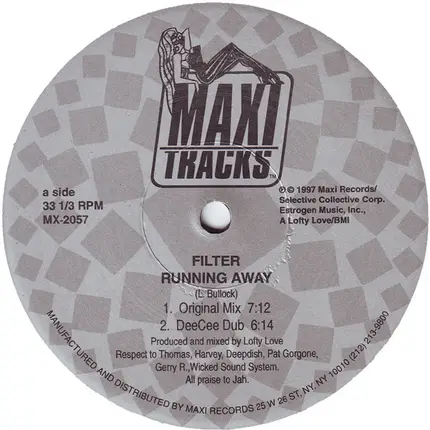 MAXI
TRACKS™
a side
33 1/3 RPM
MX-2057
℗ © 1997 Maxi Records/
Selective Collective Corp.
Estrogen Music, Inc.,
A Lofty Love/BMI
FILTER
RUNNING AWAY
(L. Bullock)
1. Original Mix 7:12
2. DeeCee Dub 6:14
Produced and mixed by Lofty Love
Respect to Thomas, Harvey, Deepdish, Pat Gorgone,
Gerry R.,Wicked Sound System.
All praise to Jah.
MANUFACTURED AND DISTRIBUTED BY MAXI RECORDS 25 W 26 ST, NY, NY 10010 (212) 213-9800